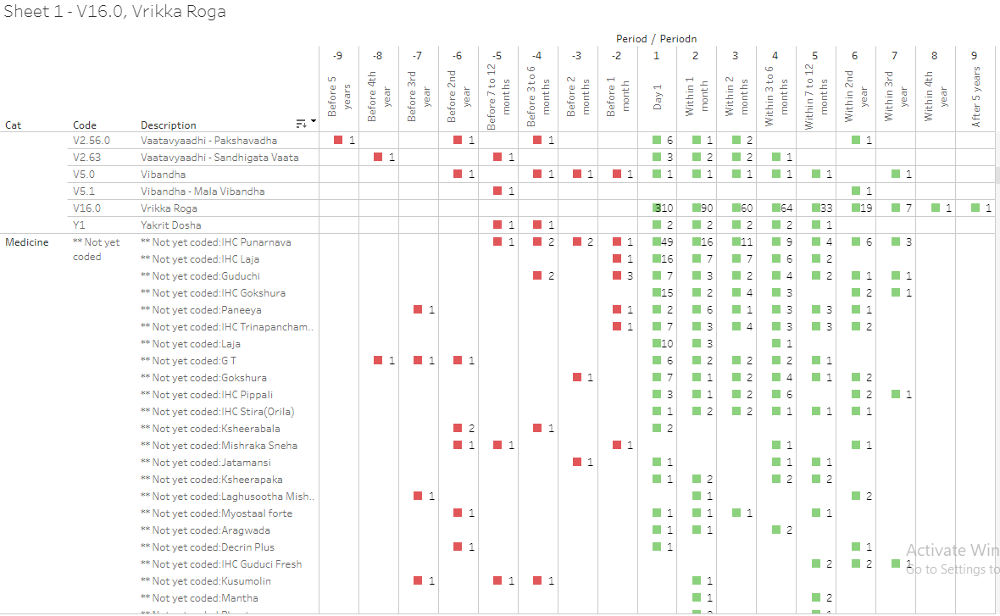 Sheet 1 - V16.0, Vrikka Roga
Period / Periodn
-9 -8 -7 -6 -5 -4 -3 -2 1 2 3 4 5 6 7 8 9
Before 5 years
Before 4th year
Before 3rd year
Before 2nd year
Before 7 to 12 months
Before 3 to 6 months
Before 2 months
Before 1 month
Day 1
Within 1 month
Within 2 months
Within 3 to 6 months
Within 7 to 12 months
Within 2nd year
Within 3rd year
Within 4th year
After 5 years
Cat Code Description
V2.56.0 Vaatavyaadhi - Pakshavadha 1 1 1 6 1 2 1
V2.63 Vaatavyaadhi - Sandhigata Vaata 1 1 3 2 2 1
V5.0 Vibandha 1 1 1 1 1 1 1 1 1 1
V5.1 Vibandha - Mala Vibandha 1 1
V16.0 Vrikka Roga 310 90 60 64 33 19 7 1 1
Y1 Yakrit Dosha 1 1 2 2 2 2 1
Medicine ** Not yet coded ** Not yet coded:IHC Punarnava 1 2 2 1 49 16 11 9 4 6 3
** Not yet coded:IHC Laja 1 16 7 7 6 2
** Not yet coded:Guduchi 2 3 7 3 2 4 2 1 1
** Not yet coded:IHC Gokshura 15 2 4 3 2 1
** Not yet coded:Paneeya 1 1 2 6 1 3 3 1
** Not yet coded:IHC Trinapancham.. 1 7 3 4 3 3 2
** Not yet coded:Laja 10 3 1
** Not yet coded:G T 1 1 1 6 2 2 2 1
** Not yet coded:Gokshura 1 7 1 2 4 1 2
** Not yet coded:IHC Pippali 3 1 2 6 2 1
** Not yet coded:IHC Stira(Orila) 1 2 2 1 1 1
** Not yet coded:Ksheerabala 2 1 2
** Not yet coded:Mishraka Sneha 1 1 1 1 1
** Not yet coded:Jatamansi 1 1 1 1
** Not yet coded:Ksheerapaka 1 2 2 2
** Not yet coded:Laghusootha Mish.. 1 1 2
** Not yet coded:Myostaal forte 1 1 1 1 1
** Not yet coded:Aragwada 1 1 2
** Not yet coded:Decrin Plus 1 1 1
** Not yet coded:IHC Guduci Fresh 2 2 1
** Not yet coded:Kusumolin 1 1 1 1
** Not yet coded:Mantha 1 2
Activate Win
Go to Settings to